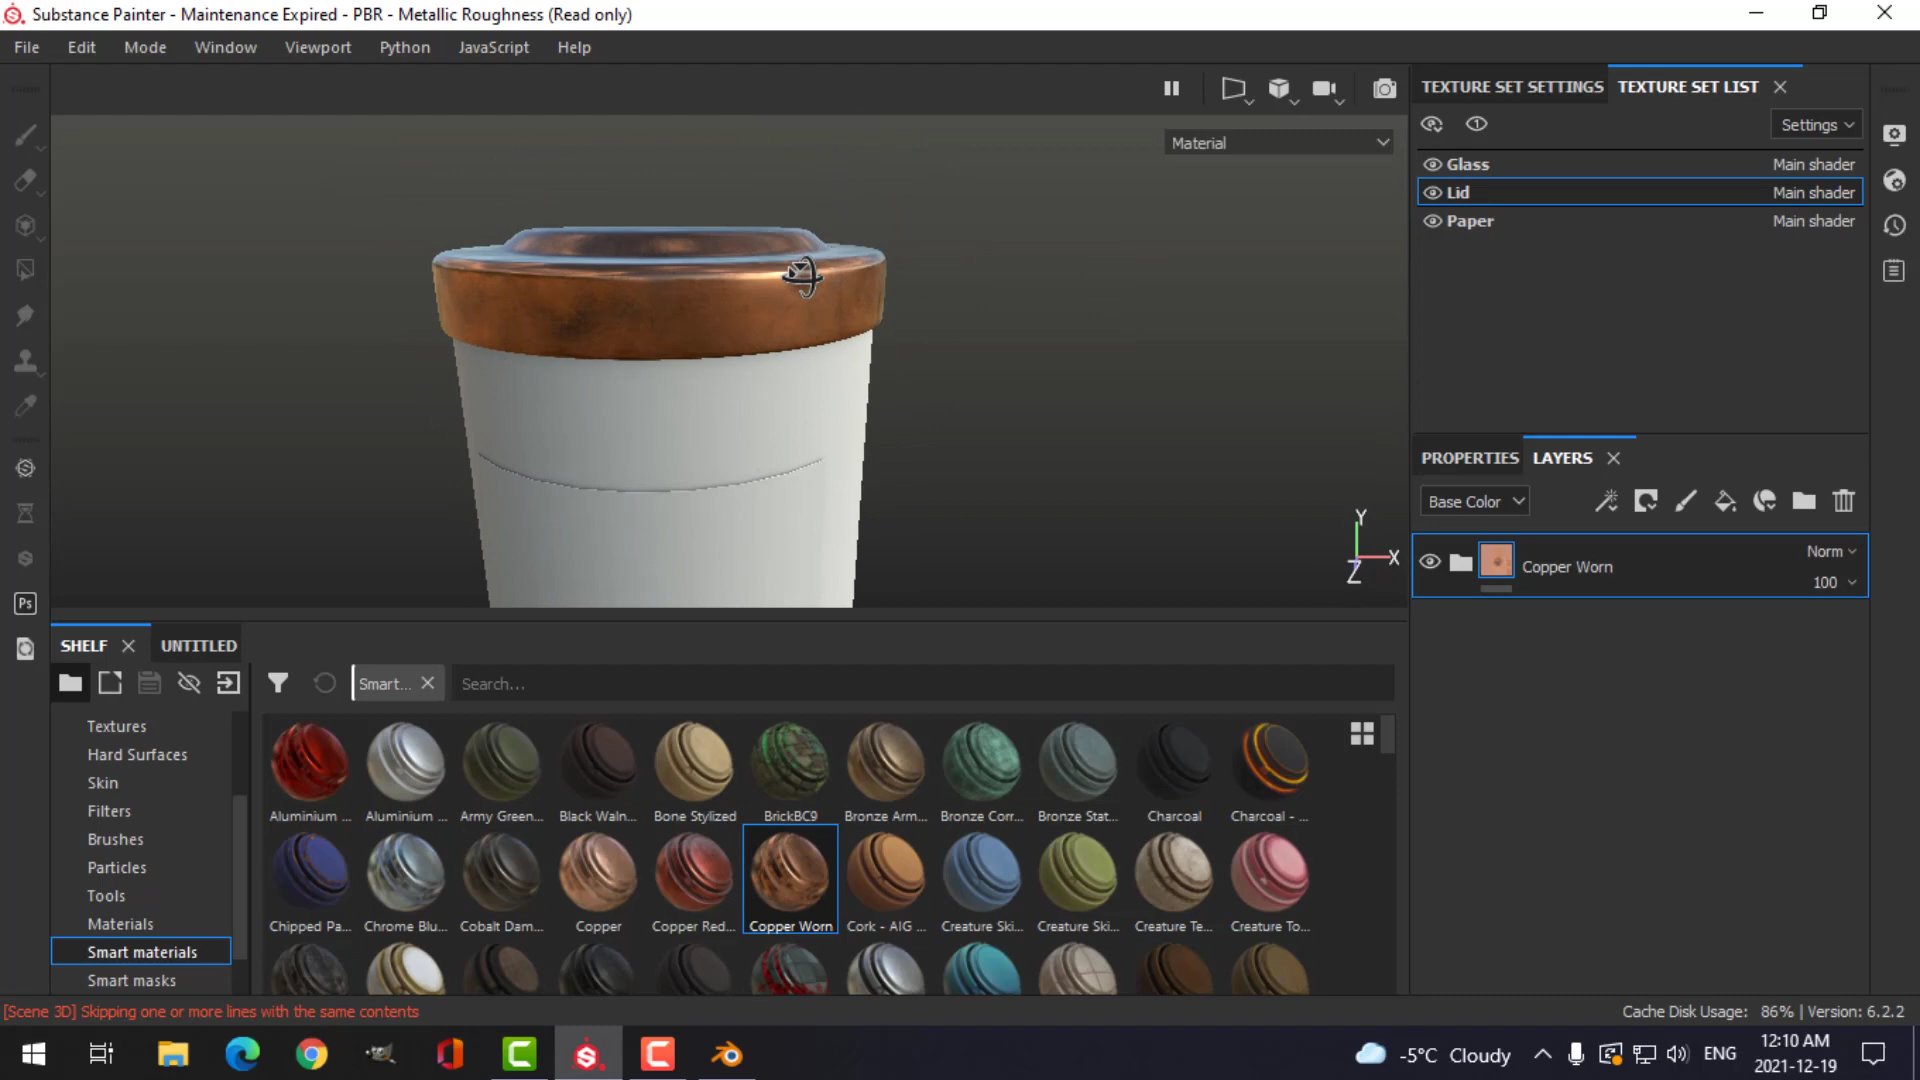 Substance Painter - Maintenance Expired - PBR - Metallic Roughness (Read only)
File Edit Mode Window Viewport Python JavaScript Help
Material
TEXTURE SET SETTINGS TEXTURE SET LIST
Settings
Glass Main shader
Lid Main shader
Paper Main shader
Y
X
Z
PROPERTIES LAYERS
Base Color
Copper Worn
Norm
100
SHELF UNTITLED
Smart...
Search...
Textures
Hard Surfaces
Skin
Filters
Brushes
Particles
Tools
Materials
Smart materials
Smart masks
Aluminium ... Aluminium ... Army Green... Black Waln... Bone Stylized BrickBC9 Bronze Arm... Bronze Corr... Bronze Stat... Charcoal Charcoal - ...
Chipped Pa... Chrome Blu... Cobalt Dam... Copper Copper Red... Copper Worn Cork - AIG ... Creature Ski... Creature Ski... Creature Te... Creature To...
Ps
[Scene 3D] Skipping one or more lines with the same contents
Cache Disk Usage: 86% | Version: 6.2.2
-5°C Cloudy
ENG
12:10 AM
2021-12-19